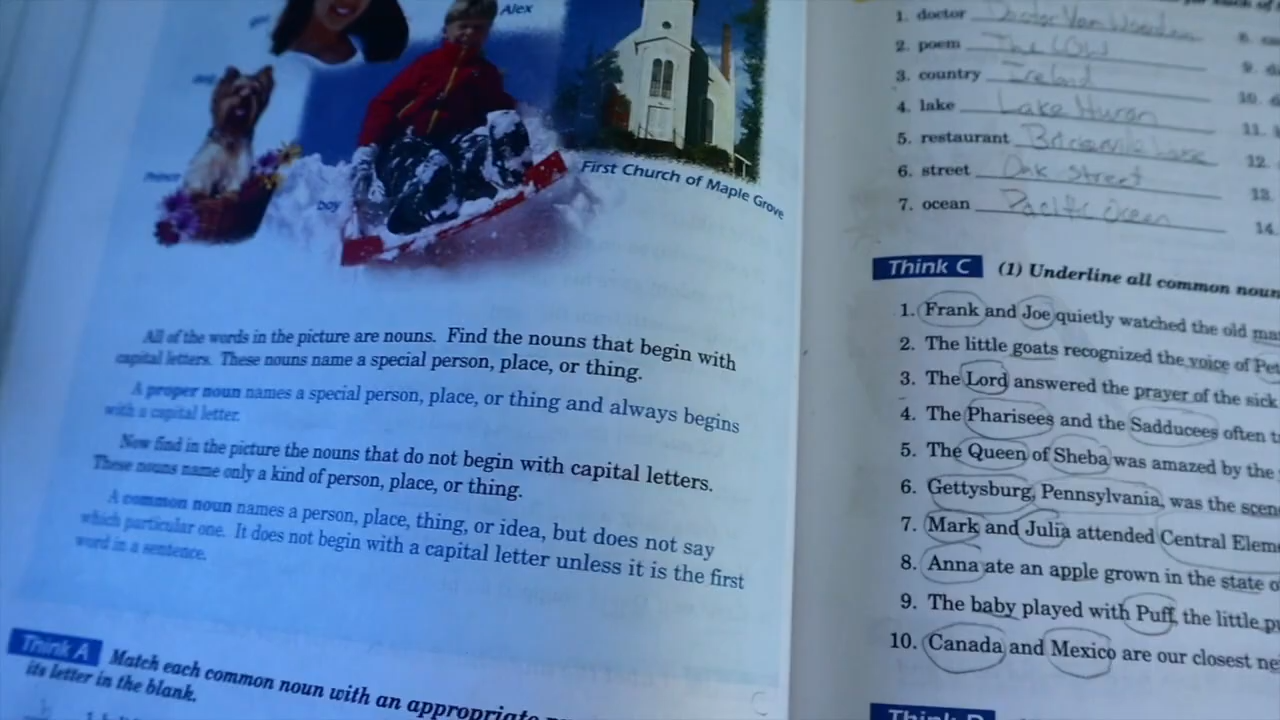 Alex
First Church of Maple Grove
boy
All of the words in the picture are nouns. Find the nouns that begin with
capital letters. These nouns name a special person, place, or thing.
A proper noun names a special person, place, or thing and always begins
with a capital letter.
Now find in the picture the nouns that do not begin with capital letters.
These nouns name only a kind of person, place, or thing.
A common noun names a person, place, thing, or idea, but does not say
which particular one. It does not begin with a capital letter unless it is the first
word in a sentence.
Think A Match each common noun with an appropriate
its letter in the blank.
1. doctor
2. poem The
3. country Ireland
4. lake Lake Huron
5. restaurant
6. street Oak Street
7. ocean Pacific Ocean
9.
10.
11.
12.
13.
14.
Think C (1) Underline all common noun
1. Frank and Joe quietly watched the old
2. The little goats recognized the voice of
3. The Lord answered the prayer of the sick
4. The Pharisees and the Sadducees often
5. The Queen of Sheba was amazed by the
6. Gettysburg, Pennsylvania, was the
7. Mark and Julia attended Central
8. Anna ate an apple grown in the state
9. The baby played with Puff, the little
10. Canada and Mexico are our closest
Think